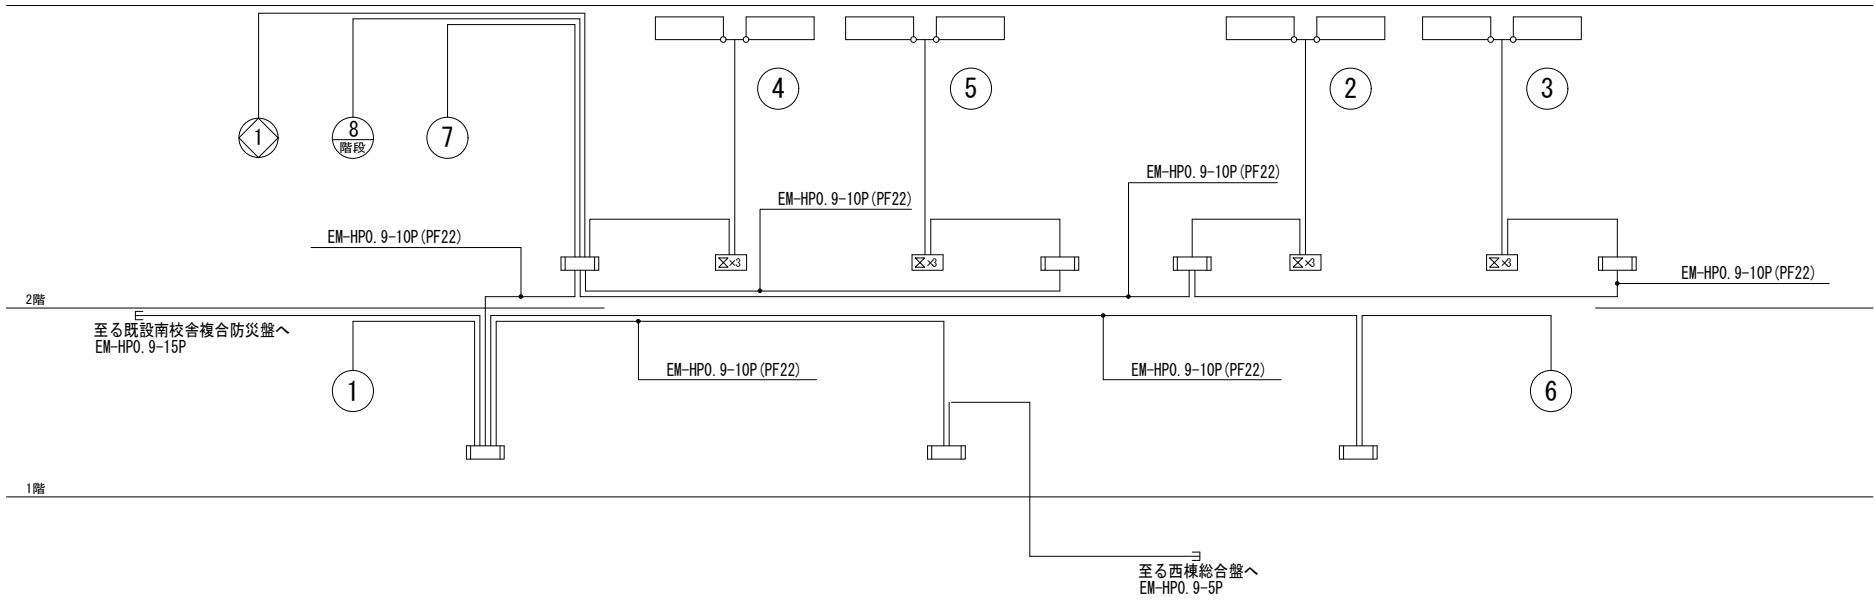 ④
⑤
②
③
1
8
階段
⑦
EM-HP0.9-10P(PF22)
EM-HP0.9-10P(PF22)
EM-HP0.9-10P(PF22)
×3
×3
×3
×3
EM-HP0.9-10P(PF22)
2階
至る既設南校舎複合防災盤へ
EM-HP0.9-15P
EM-HP0.9-10P(PF22)
EM-HP0.9-10P(PF22)
①
⑥
1階
至る西棟総合盤へ
EM-HP0.9-5P